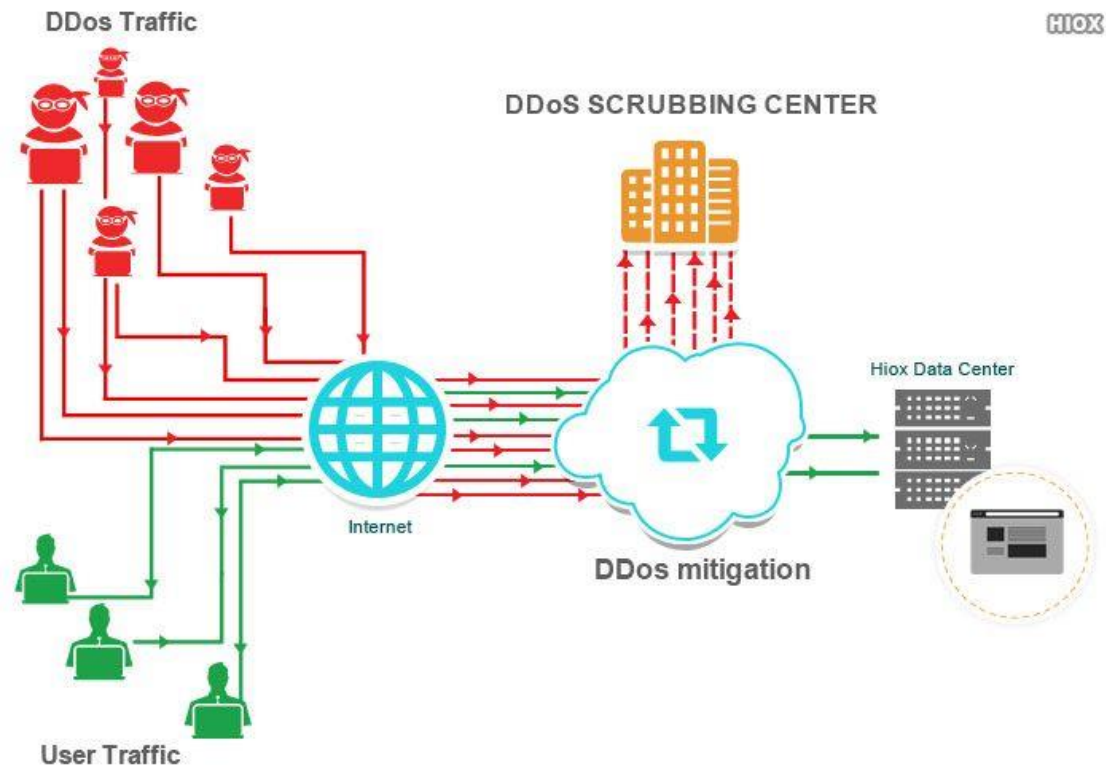 DDos Traffic
HIOX
DDoS SCRUBBING CENTER
Hiox Data Center
Internet
DDos mitigation
User Traffic